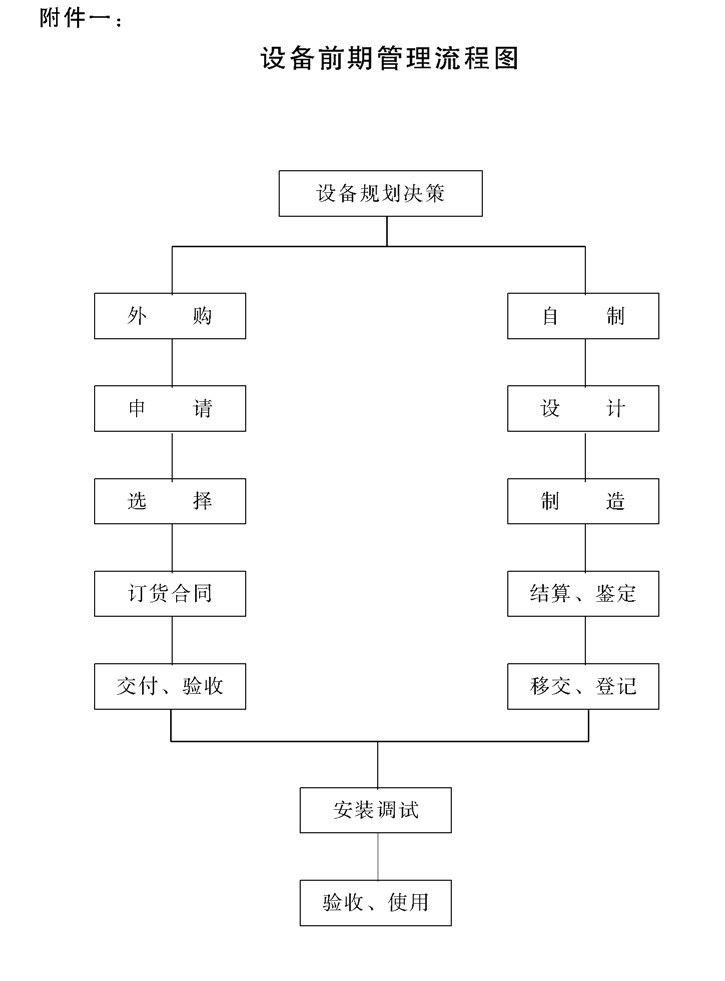 附件一：
设备前期管理流程图
设备规划决策
外 购
自 制
申 请
设 计
选 择
制 造
订货合同
结算、鉴定
交付、验收
移交、登记
安装调试
验收、使用